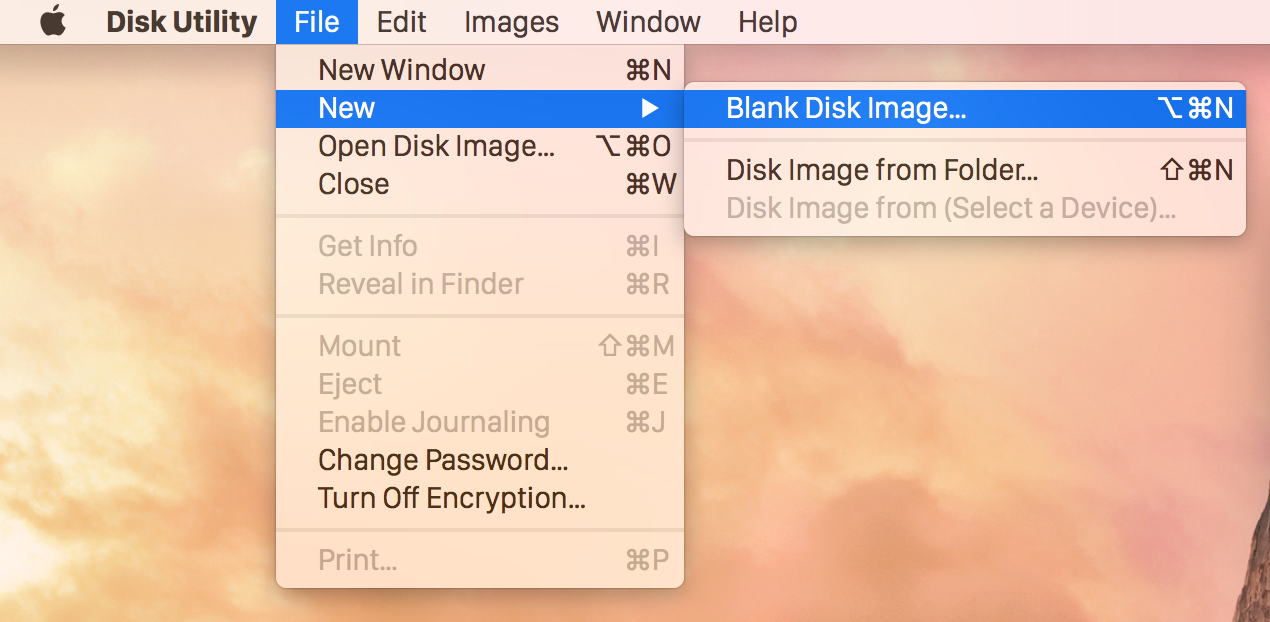 Disk Utility File Edit Images Window Help
New Window ⌘N
New ▶
Blank Disk Image... ⌥⌘N
Open Disk Image... ⌥⌘O
Close ⌘W
Disk Image from Folder... ⇧⌘N
Disk Image from (Select a Device)...
Get Info ⌘I
Reveal in Finder ⌘R
Mount ⇧⌘M
Eject ⌘E
Enable Journaling ⌘J
Change Password...
Turn Off Encryption...
Print... ⌘P